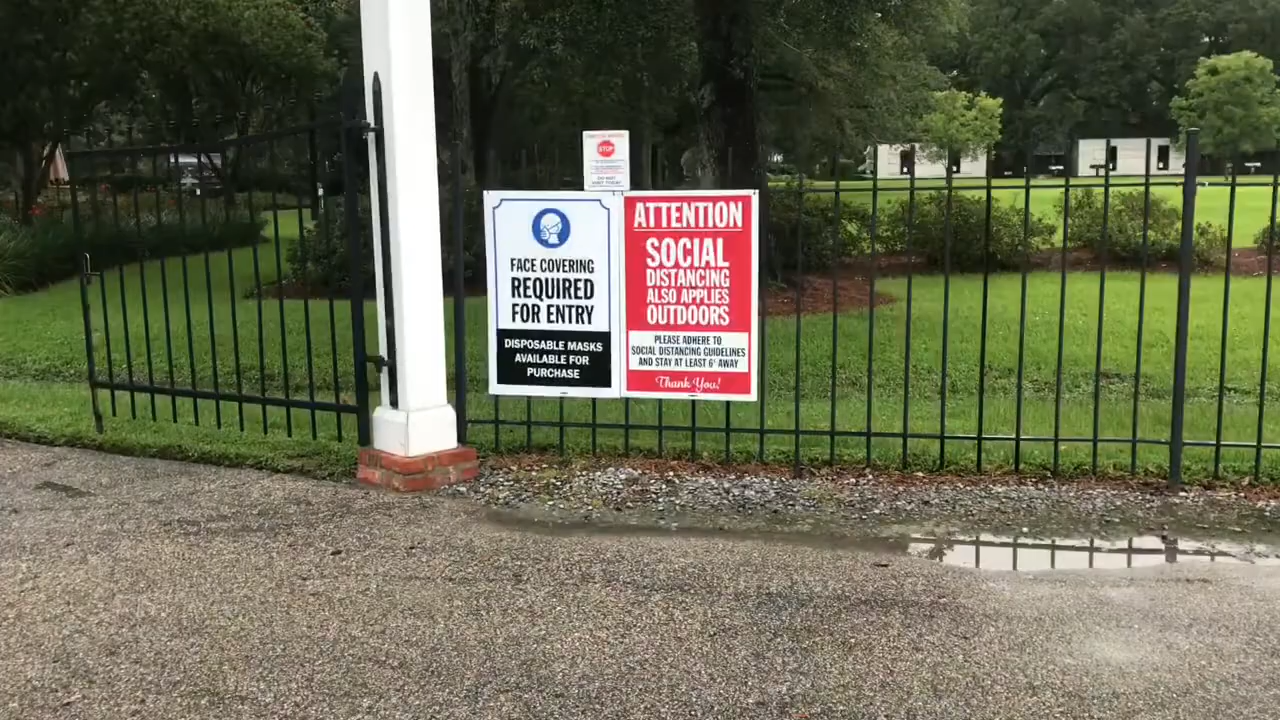 STOP
FACE COVERING
REQUIRED
FOR ENTRY
DISPOSABLE MASKS
AVAILABLE FOR
PURCHASE
ATTENTION
SOCIAL
DISTANCING
ALSO APPLIES
OUTDOORS
PLEASE ADHERE TO
SOCIAL DISTANCING GUIDELINES
AND STAY AT LEAST 6' AWAY
Thank You!